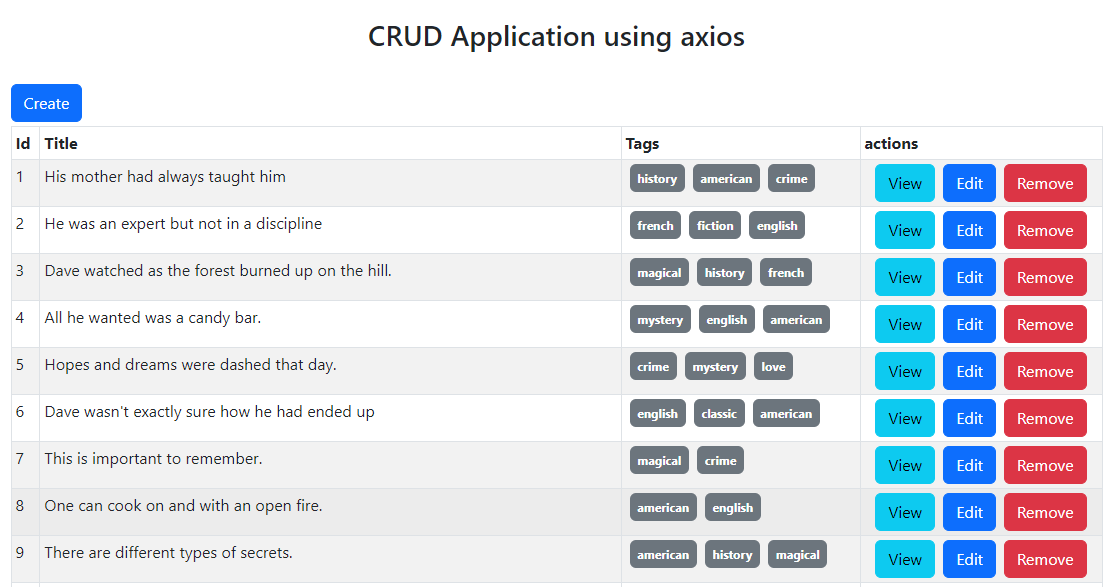 CRUD Application using axios
Create
Id Title Tags actions
1 His mother had always taught him history american crime View Edit Remove
2 He was an expert but not in a discipline french fiction english View Edit Remove
3 Dave watched as the forest burned up on the hill. magical history french View Edit Remove
4 All he wanted was a candy bar. mystery english american View Edit Remove
5 Hopes and dreams were dashed that day. crime mystery love View Edit Remove
6 Dave wasn't exactly sure how he had ended up english classic american View Edit Remove
7 This is important to remember. magical crime View Edit Remove
8 One can cook on and with an open fire. american english View Edit Remove
9 There are different types of secrets. american history magical View Edit Remove